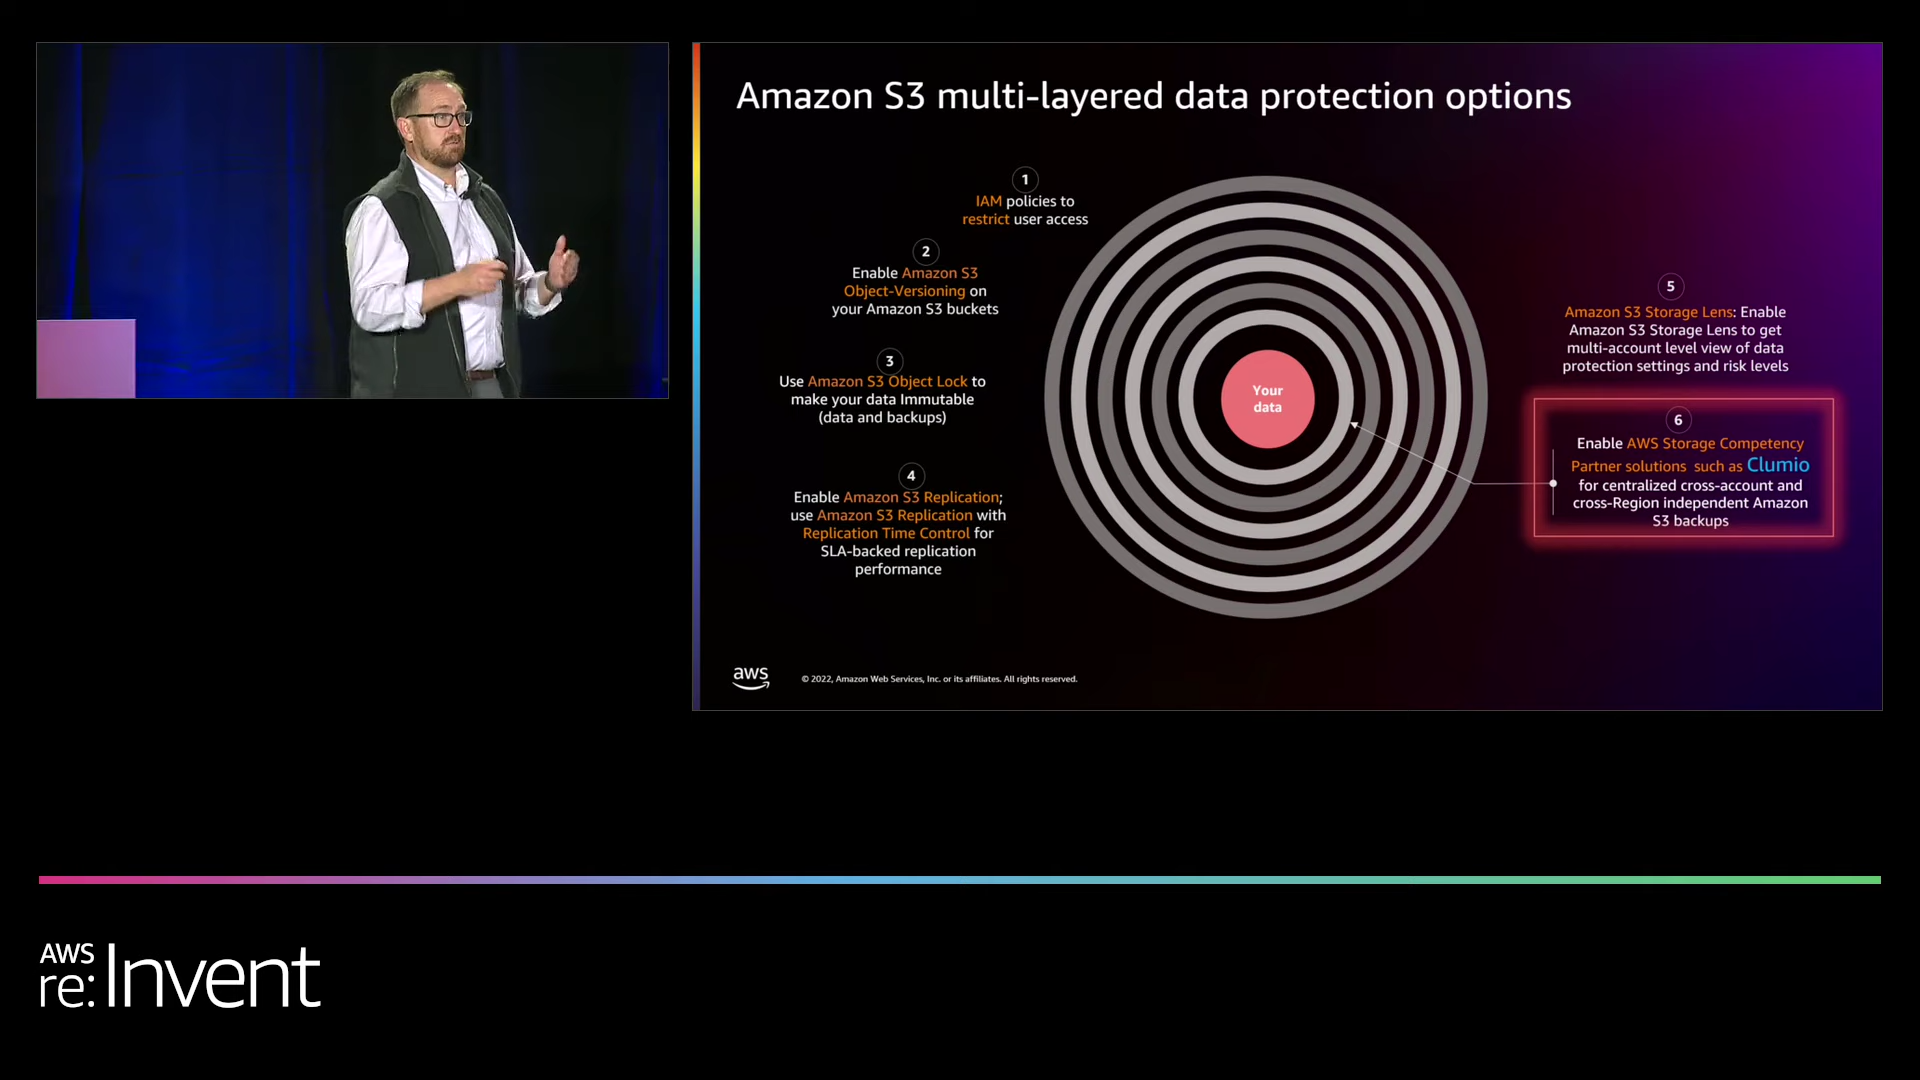 Amazon S3 multi-layered data protection options
1
IAM policies to
restrict user access
2
Enable Amazon S3
Object-Versioning on
your Amazon S3 buckets
3
Use Amazon S3 Object Lock to
make your data Immutable
(data and backups)
4
Enable Amazon S3 Replication;
use Amazon S3 Replication with
Replication Time Control for
SLA-backed replication
performance
Your
data
5
Amazon S3 Storage Lens: Enable
Amazon S3 Storage Lens to get
multi-account level view of data
protection settings and risk levels
6
Enable AWS Storage Competency
Partner solutions such as Clumio
for centralized cross-account and
cross-Region independent Amazon
S3 backups
aws
© 2022, Amazon Web Services, Inc. or its affiliates. All rights reserved.
AWS
re:Invent